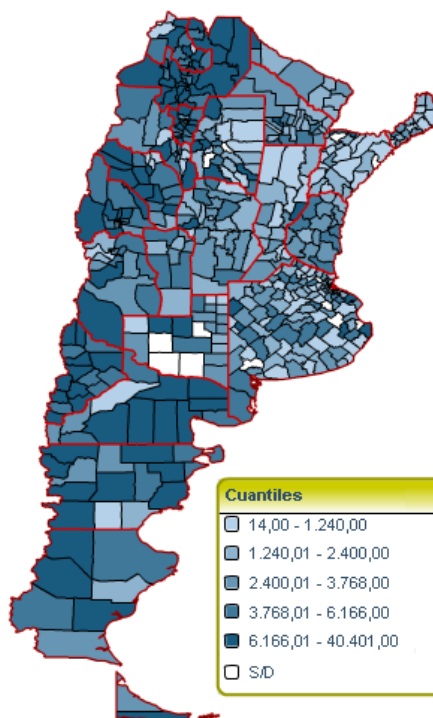 Cuantiles
14,00 - 1.240,00
1.240,01 - 2.400,00
2.400,01 - 3.768,00
3.768,01 - 6.166,00
6.166,01 - 40.401,00
S/D